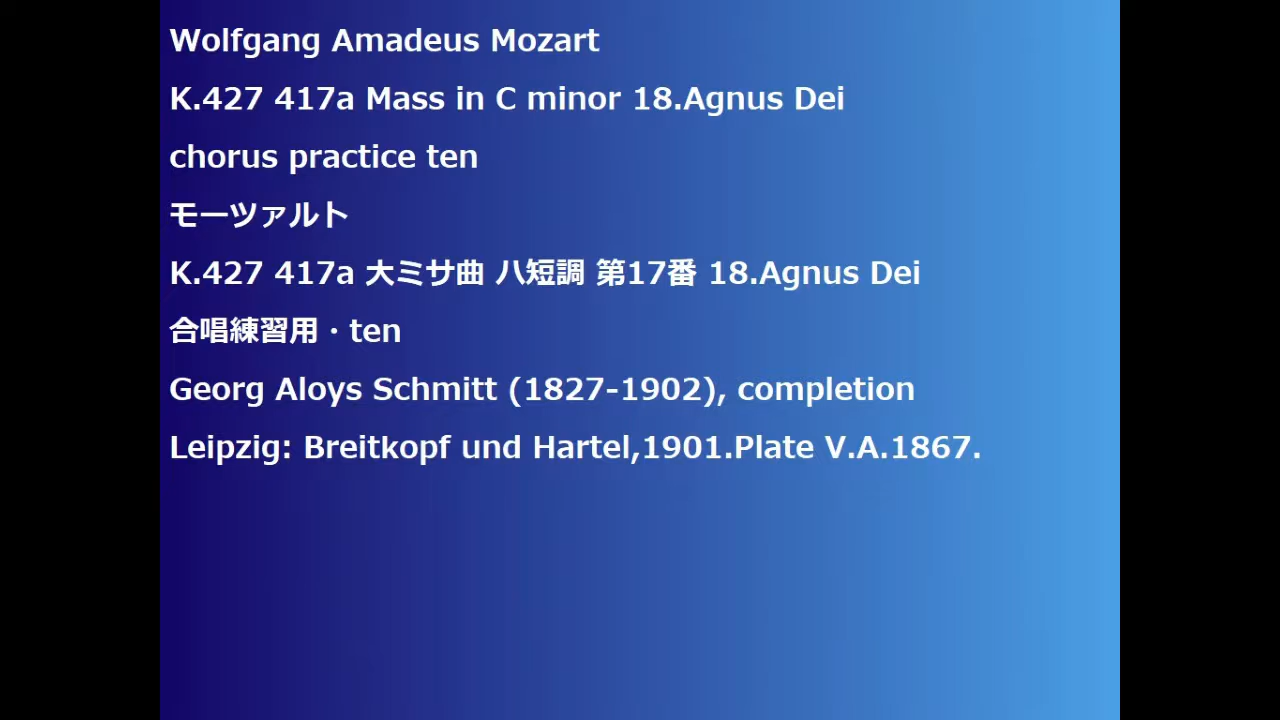 Wolfgang Amadeus Mozart
K.427 417a Mass in C minor 18.Agnus Dei
chorus practice ten
モーツァルト
K.427 417a 大ミサ曲 ハ短調 第17番 18.Agnus Dei
合唱練習用・ten
Georg Aloys Schmitt (1827-1902), completion
Leipzig: Breitkopf und Hartel,1901.Plate V.A.1867.